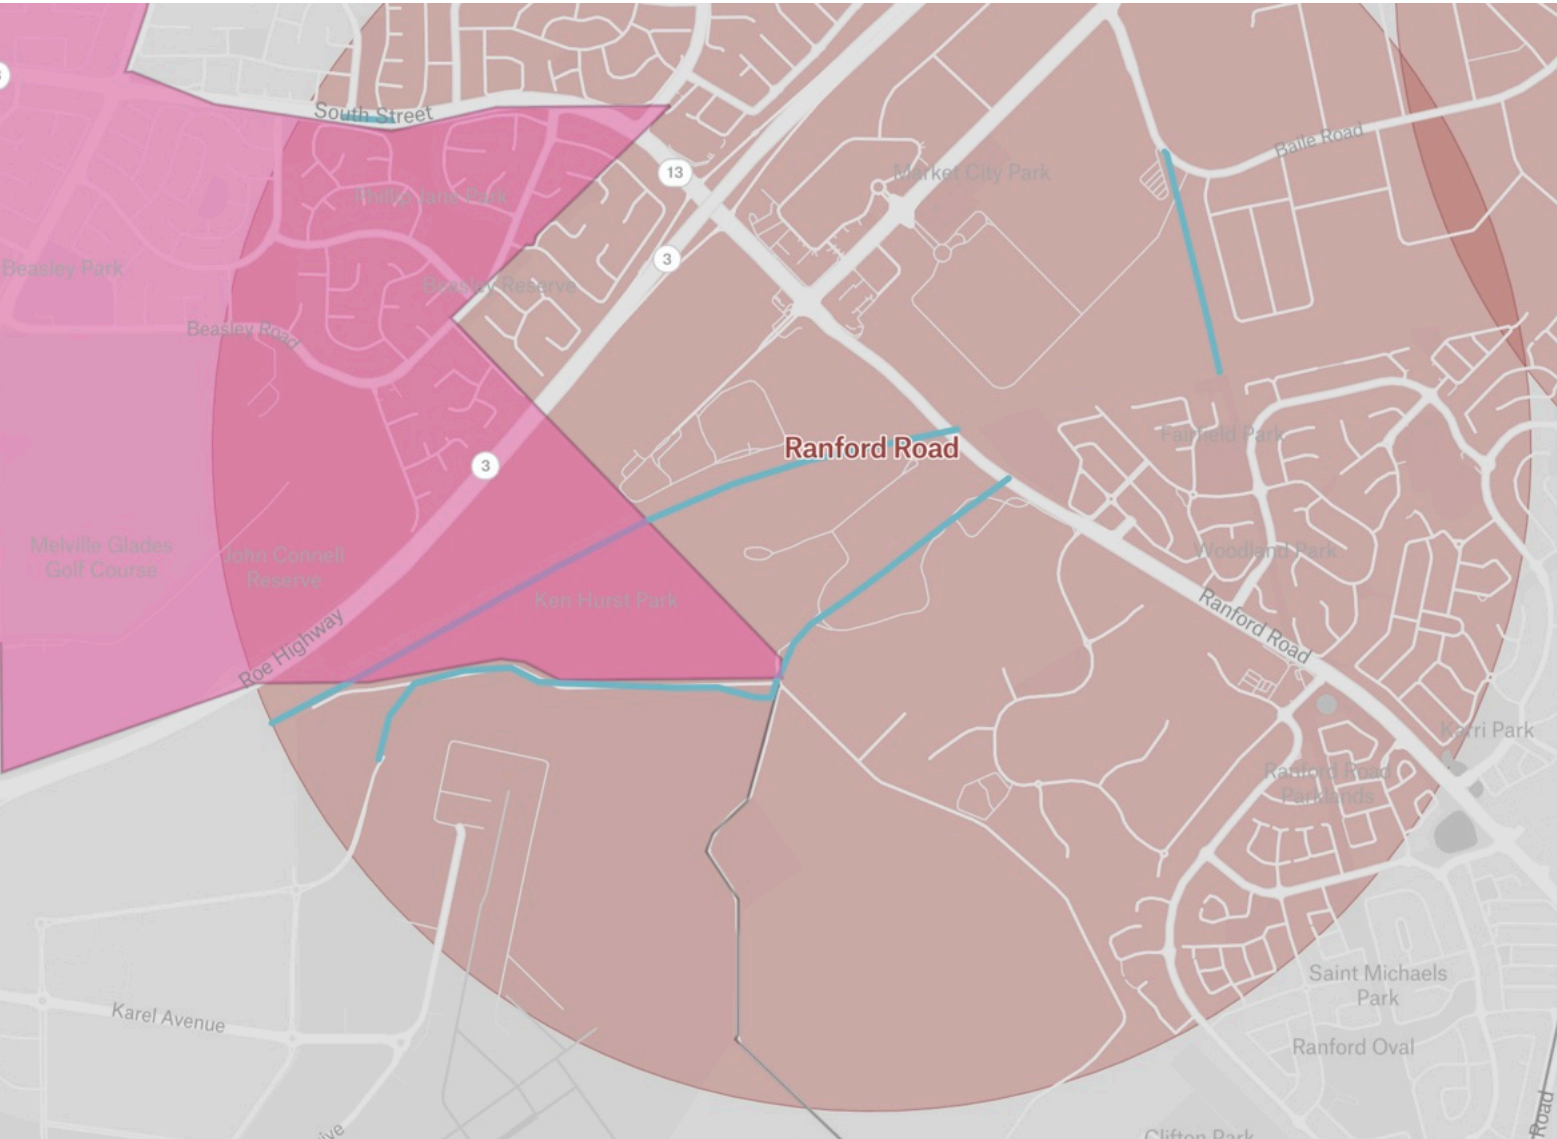 South Street
13
Market City Park
Baile Road
Phillip Jane Park
3
Beasley Park
Beasley Reserve
Beasley Road
Ranford Road
Fairfield Park
3
Melville Glades
Golf Course
John Connell
Reserve
Woodland Park
Ken Hurst Park
Ranford Road
Roe Highway
Karri Park
Ranford Road
Parklands
Saint Michaels
Park
Karel Avenue
Ranford Oval
Clifton Park
Road